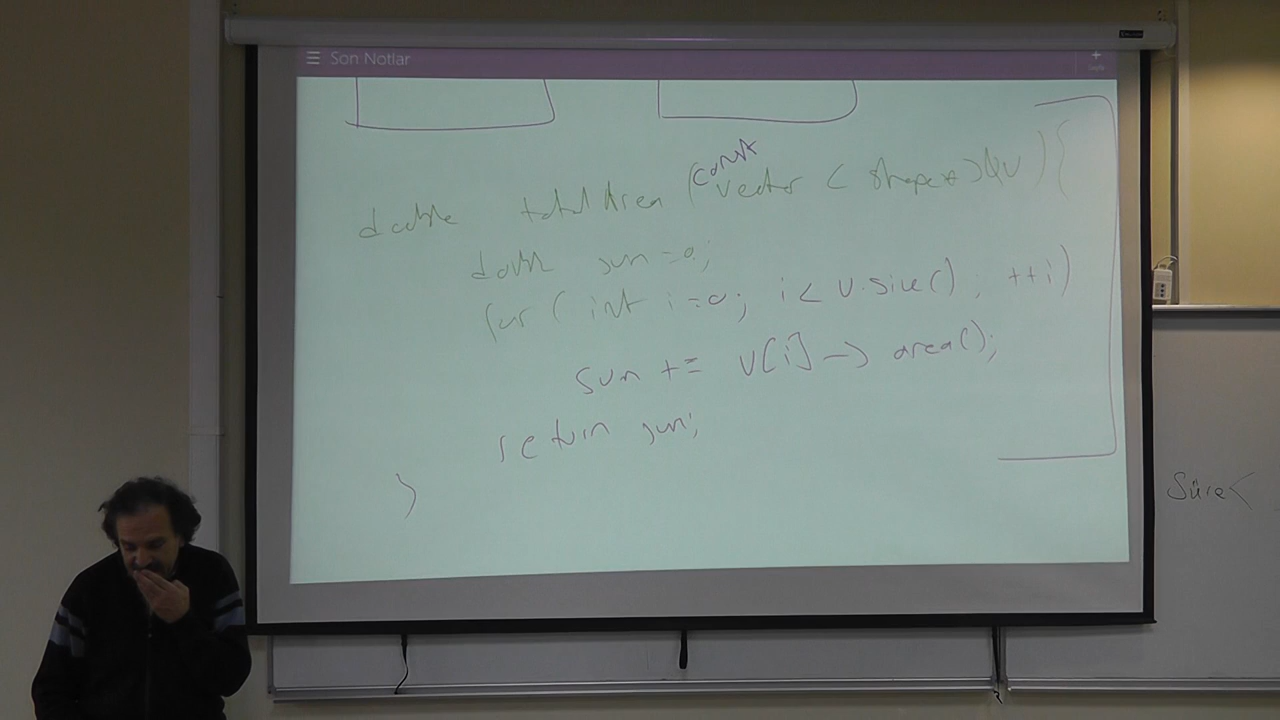 Son Notlar
const
double totalArea (vector < shape*>&v) {
double sum=0;
for ( int i=0; i< v.size(); ++i)
sum += v[i] -> area();
return sum;
}
Süre<